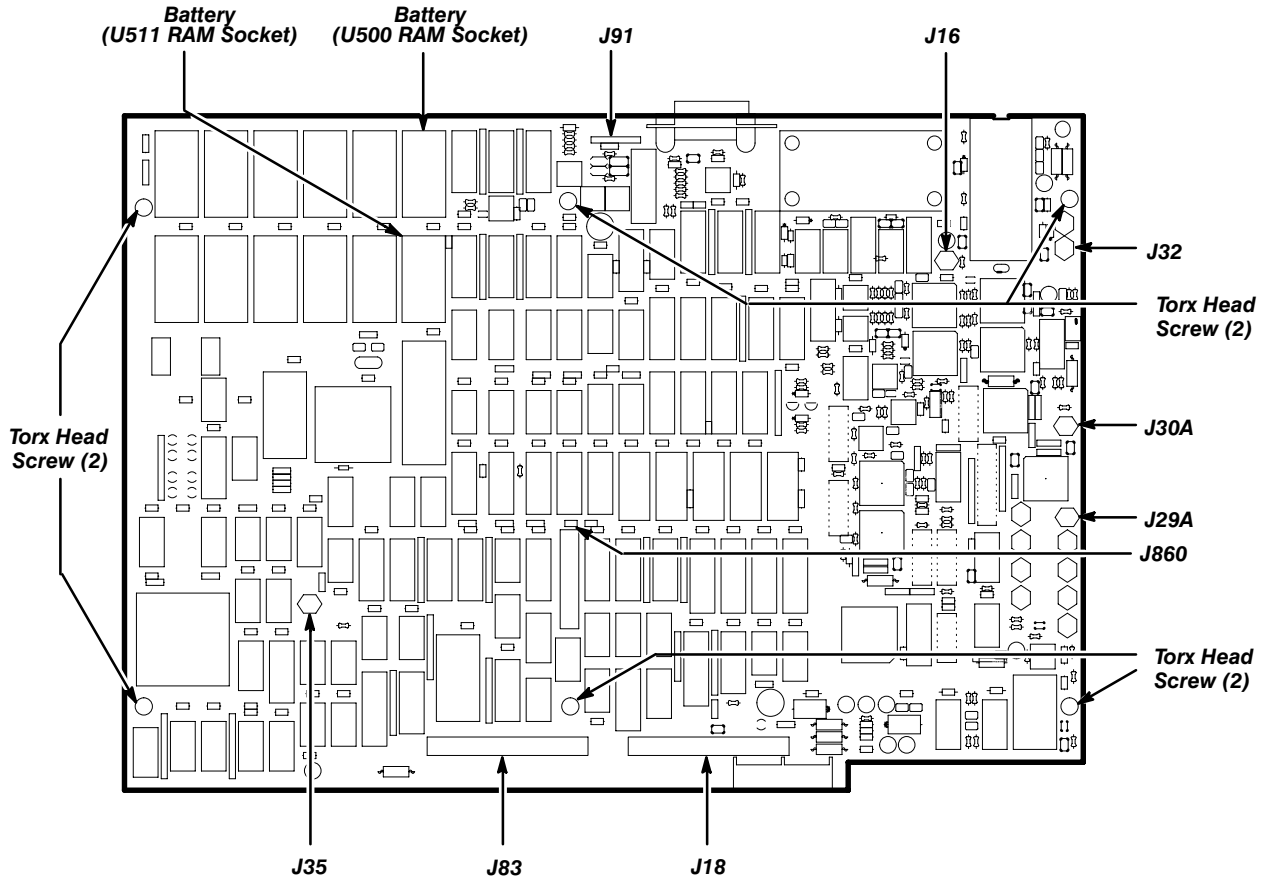 Battery
(U511 RAM Socket)
Battery
(U500 RAM Socket)
J91
J16
J32
Torx Head
Screw (2)
Torx Head
Screw (2)
J30A
J29A
J860
Torx Head
Screw (2)
J35
J83
J18